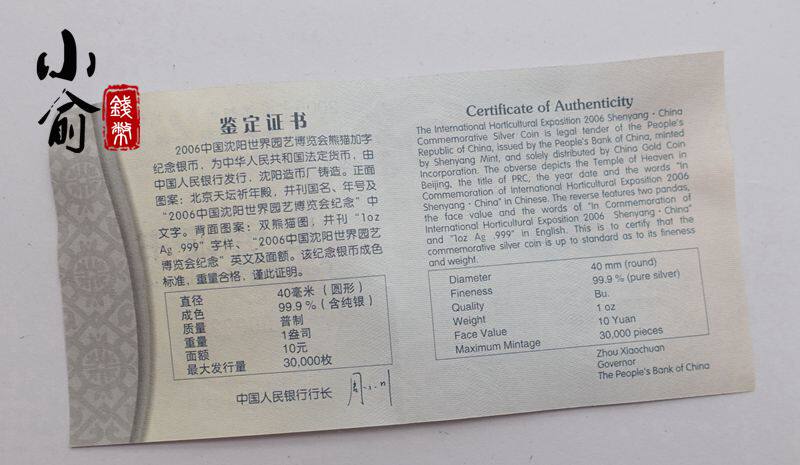 小俞
錢幣
鉴定证书
2006中国沈阳世界园艺博览会熊猫加字
纪念银币，为中华人民共和国法定货币，由
中国人民银行发行，沈阳造币厂铸造。正面
图案：北京天坛祈年殿，并刊国名、年号及
“2006中国沈阳世界园艺博览会纪念”中
文字。背面图案：双熊猫图，并刊“1oz
Ag .999”字样、“2006中国沈阳世界园艺
博览会纪念”英文及面额。该纪念银币成色
标准，重量合格，谨此证明。
直径 40毫米（圆形）
成色 99.9％（含纯银）
质量 普制
重量 1盎司
面额 10元
最大发行量 30,000枚
中国人民银行行长
Certificate of Authenticity
The International Horticultural Exposition 2006 Shenyang · China
Commemorative Silver Coin is legal tender of the People's
Republic of China, issued by the People's Bank of China, minted
by Shenyang Mint, and solely distributed by China Gold Coin
Incorporation. The obverse depicts the Temple of Heaven in
Beijing, the title of PRC, the year date and the words "In
Commemoration of International Horticultural Exposition 2006
Shenyang · China" in Chinese. The reverse features two pandas,
the face value and the words of "In Commemoration of
International Horticultural Exposition 2006 Shenyang · China"
and "1oz Ag .999" in English. This is to certify that the
commemorative silver coin is up to standard as to its fineness
and weight.
Diameter 40 mm (round)
Fineness 99.9 % (pure silver)
Quality Bu.
Weight 1 oz
Face Value 10 Yuan
Maximum Mintage 30,000 pieces
Zhou Xiaochuan
Governor
The People's Bank of China